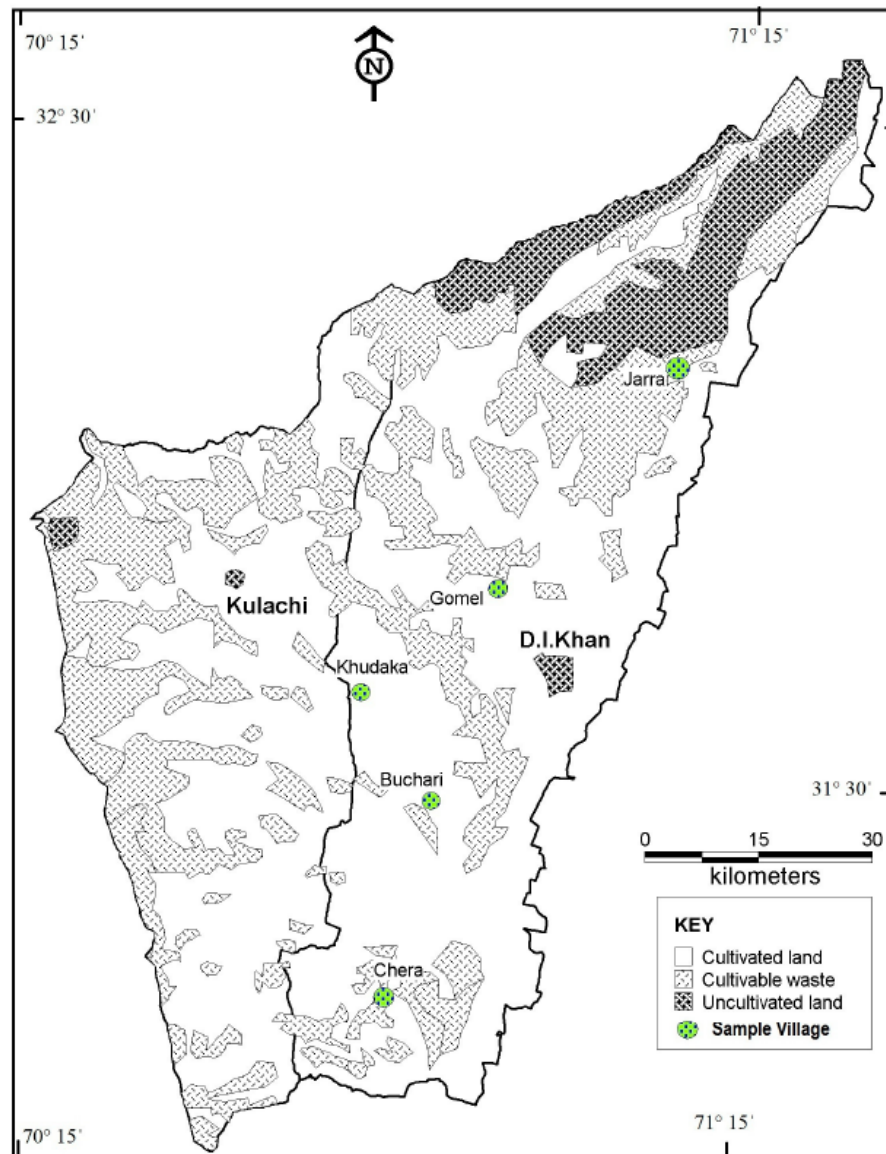 70° 15'
71° 15'
N
32° 30'
Jarra
Kulachi
Gomel
D.I.Khan
Khudaka
Buchari
31° 30'
0 15 30
kilometers
KEY
Cultivated land
Cultivable waste
Uncultivated land
Sample Village
Chera
70° 15'
71° 15'